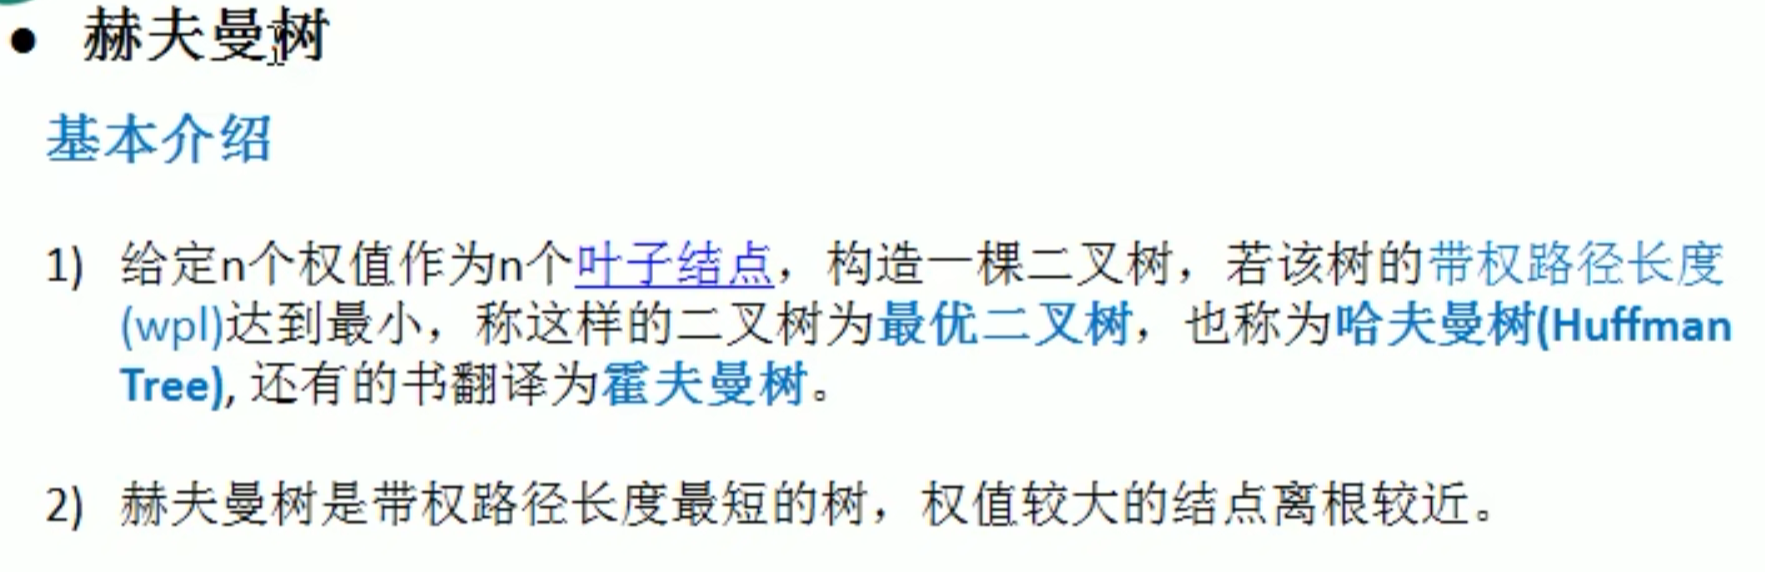 • 赫夫曼树
基本介绍
1) 给定n个权值作为n个叶子结点，构造一棵二叉树，若该树的带权路径长度
(wpl)达到最小，称这样的二叉树为最优二叉树，也称为哈夫曼树(Huffman
Tree), 还有的书翻译为霍夫曼树。
2) 赫夫曼树是带权路径长度最短的树，权值较大的结点离根较近。